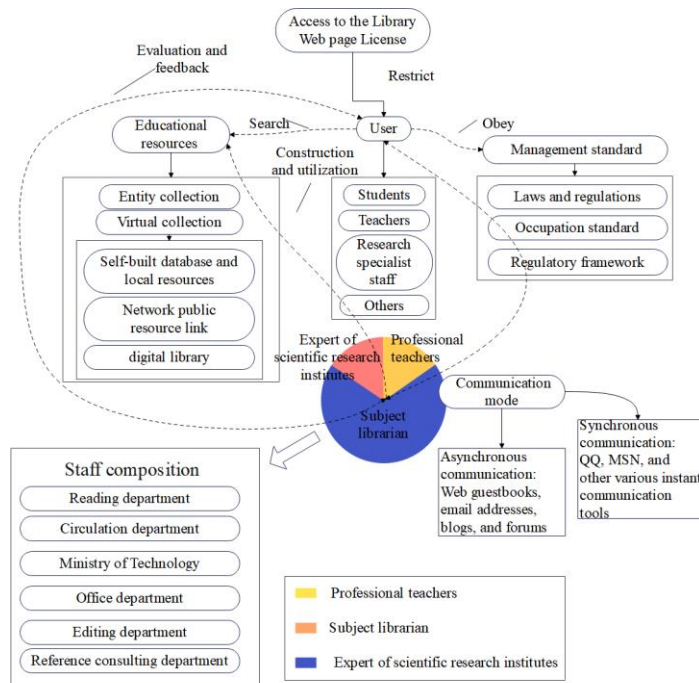 Access to the Library
Web page License
Evaluation and
feedback
Restrict
Educational
resources
Search
User
Obey
Management standard
Construction
and utilization
Entity collection
Virtual collection
Self-built database and
local resources
Network public
resource link
digital library
Students
Teachers
Research
specialist
staff
Others
Laws and regulations
Occupation standard
Regulatory framework
Expert of
scientific research
institutes
Professional
teachers
Subject
librarian
Communication
mode
Asynchronous
communication:
Web guestbooks,
email addresses,
blogs, and forums
Synchronous
communication:
QQ, MSN, and
other various instant
communication
tools
Staff composition
Reading department
Circulation department
Ministry of Technology
Office department
Editing department
Reference consulting department
Professional teachers
Subject librarian
Expert of scientific research institutes